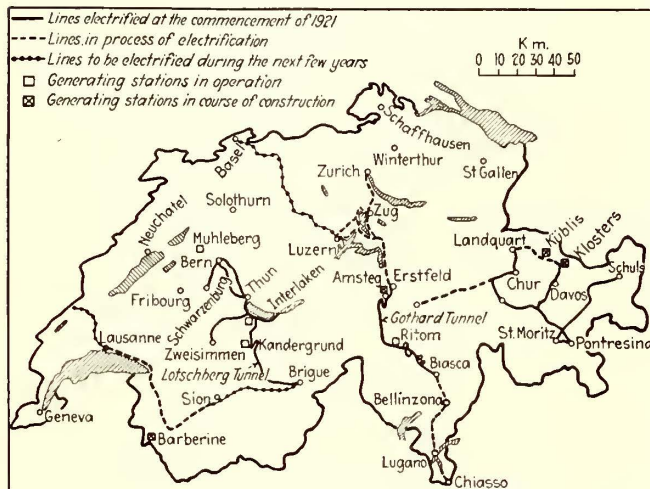 Lines electrified at the commencement of 1921
Lines, in process of electrification
Lines to be electrified during the next few years
Generating stations in operation
Generating stations in course of construction
K m.
0 10 20 30 40 50
Schaffhausen
Basel
Winterthur
Zurich
St Gallen
Solothurn
Zug
Neuchatel
Muhleberg
Luzern
Landquart
Küblis
Klosters
Bern
Thun
Interlaken
Amsteg
Erstfeld
Schuls
Fribourg
Schwarzenburg
Chur
Davos
Gothard Tunnel
Lausanne
Ritom
St. Moritz
Zweisimmen
Kandergrund
Biasca
Pontresina
Lotschberg Tunnel
Brigue
Geneva
Sion
Bellinzona
Barberine
Lugano
Chiasso